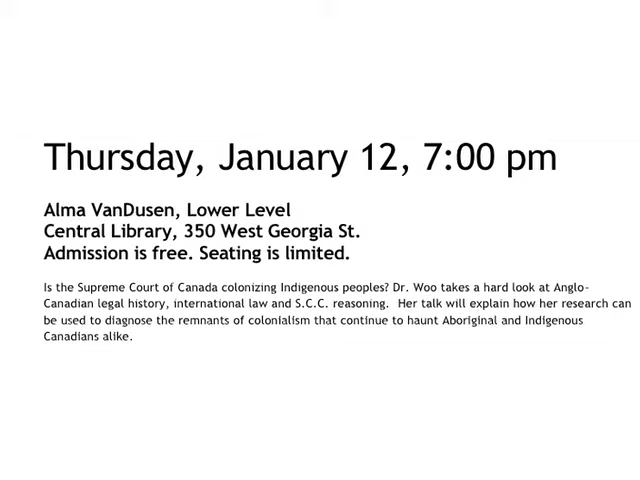 Thursday, January 12, 7:00 pm
Alma VanDusen, Lower Level
Central Library, 350 West Georgia St.
Admission is free. Seating is limited.
Is the Supreme Court of Canada colonizing Indigenous peoples? Dr. Woo takes a hard look at Anglo-
Canadian legal history, international law and S.C.C. reasoning.  Her talk will explain how her research can
be used to diagnose the remnants of colonialism that continue to haunt Aboriginal and Indigenous
Canadians alike.